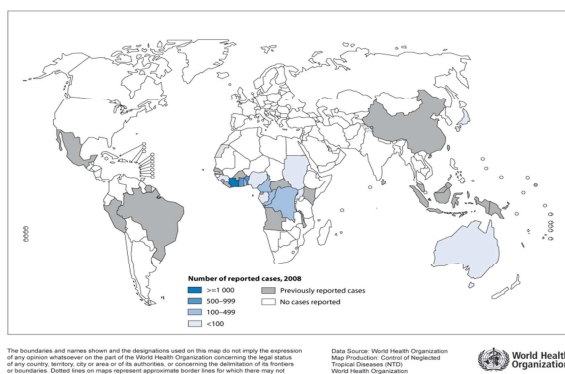 Number of reported cases, 2008
>=1 000
500–999
100–499
<100
Previously reported cases
No cases reported
The boundaries and names shown and the designations used on this map do not imply the expression
of any opinion whatsoever on the part of the World Health Organization concerning the legal status
of any country, territory, city or area or of its authorities, or concerning the delimitation of its frontiers
or boundaries. Dotted lines on maps represent approximate border lines for which there may not
Data Source: World Health Organization
Map Production: Control of Neglected
Tropical Diseases (NTD)
World Health Organization
World Health
Organization